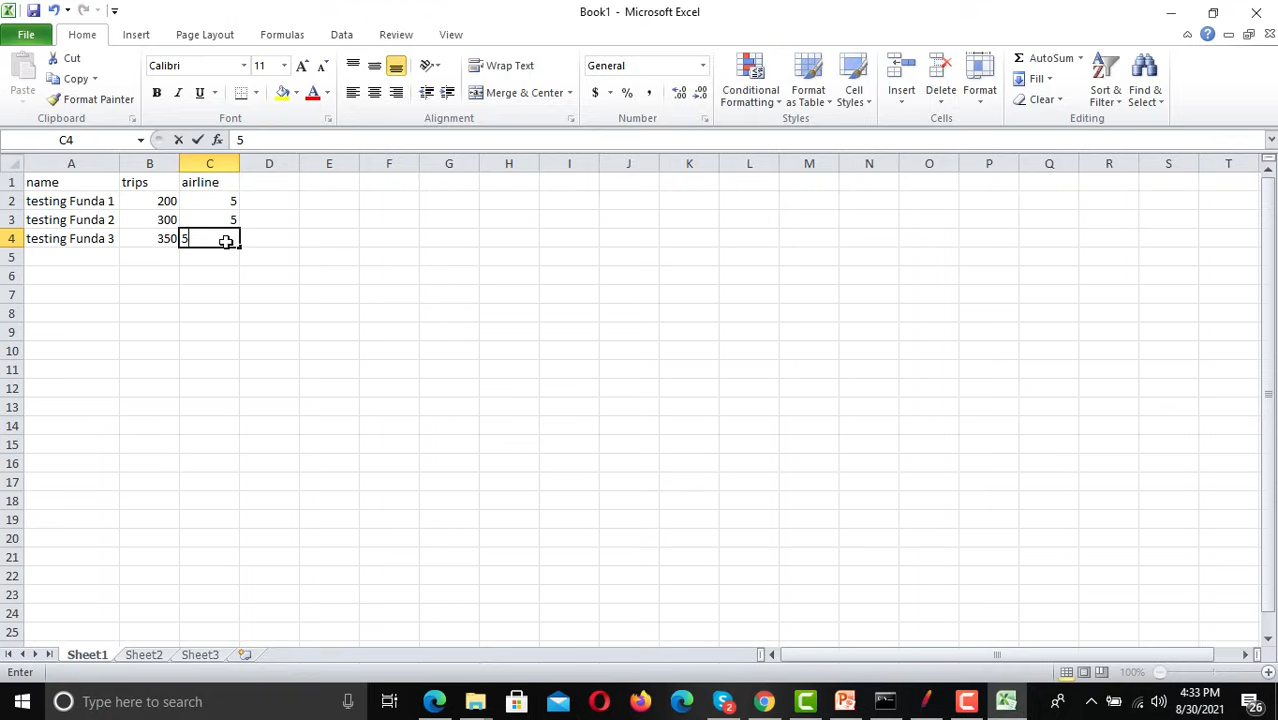 Book1 - Microsoft Excel
File Home Insert Page Layout Formulas Data Review View
Paste
Cut
Copy
Format Painter
Clipboard
Calibri 11 A A
B I U A
Font
Wrap Text
Merge & Center
Alignment
General
$ % ,
Number
Conditional Formatting
Format as Table
Cell Styles
Styles
Insert Delete Format
Cells
Σ AutoSum
Fill
Clear
Sort & Filter
Find & Select
Editing
C4 fx 5
A B C D E F G H I J K L M N O P Q R S T
1 name trips airline
2 testing Funda 1 200 5
3 testing Funda 2 300 5
4 testing Funda 3 350 5
5
6
7
8
9
10
11
12
13
14
15
16
17
18
19
20
21
22
23
24
25
Sheet1 Sheet2 Sheet3
Enter 100%
Type here to search
4:33 PM
8/30/2021
26